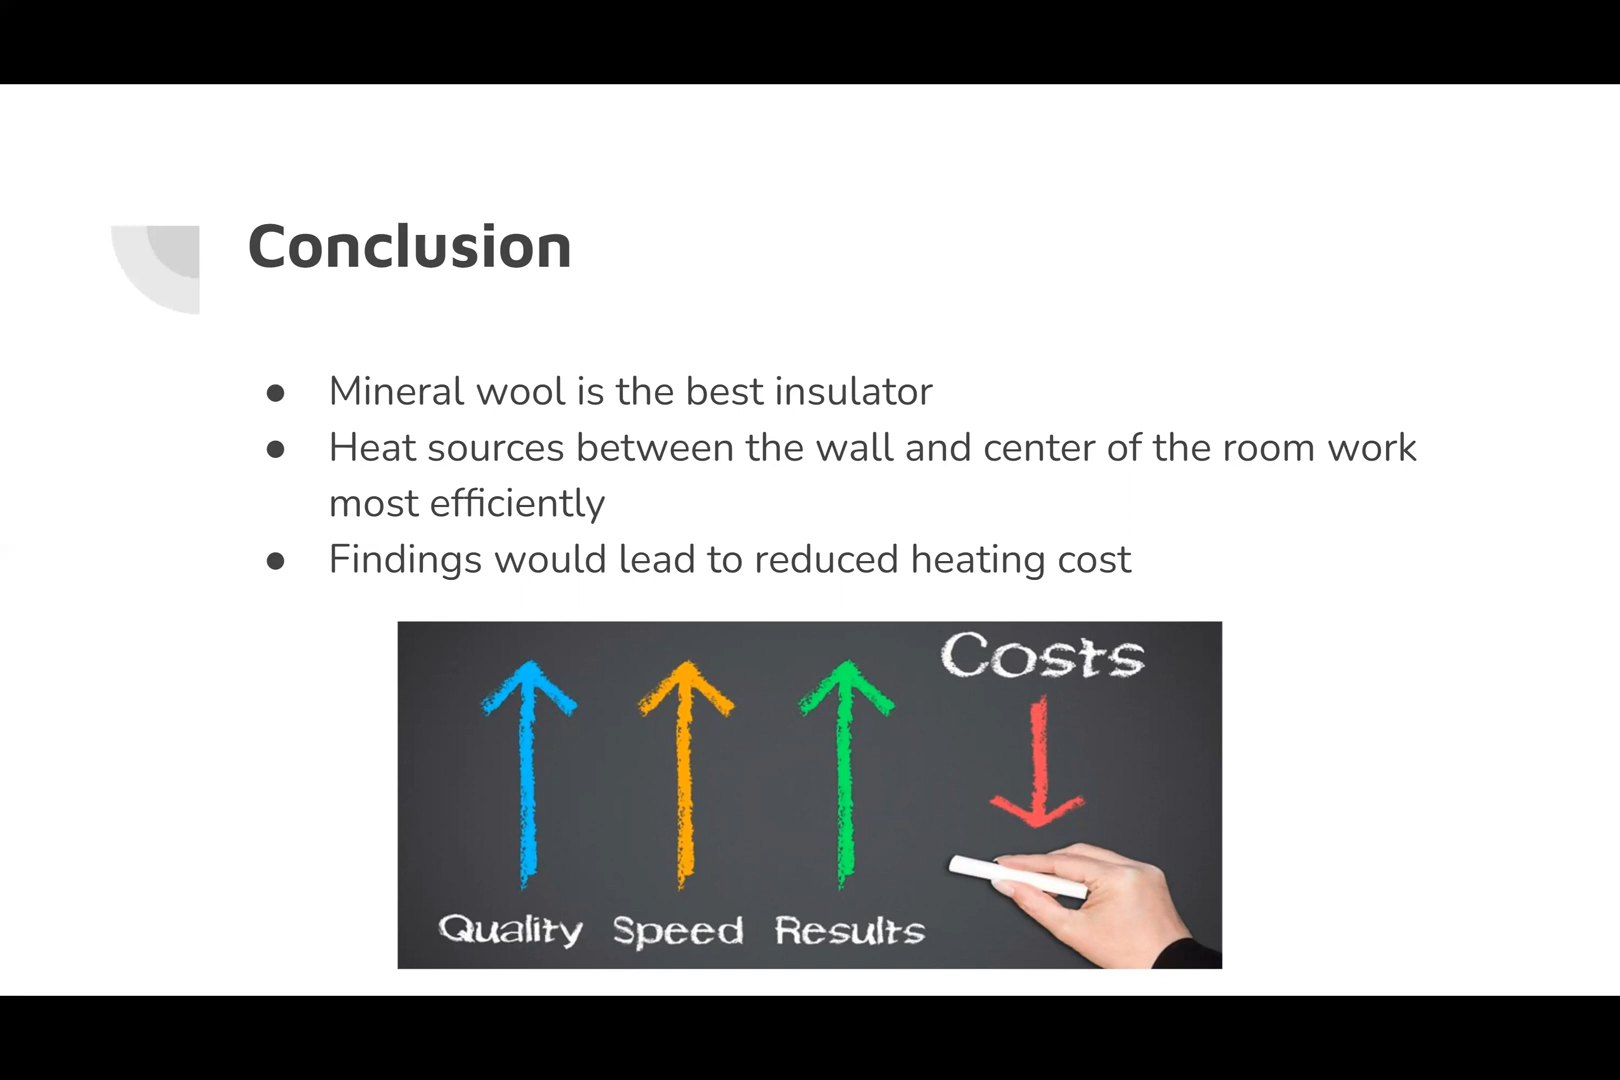 Conclusion
● Mineral wool is the best insulator
● Heat sources between the wall and center of the room work
most efficiently
● Findings would lead to reduced heating cost
Costs
Quality Speed Results